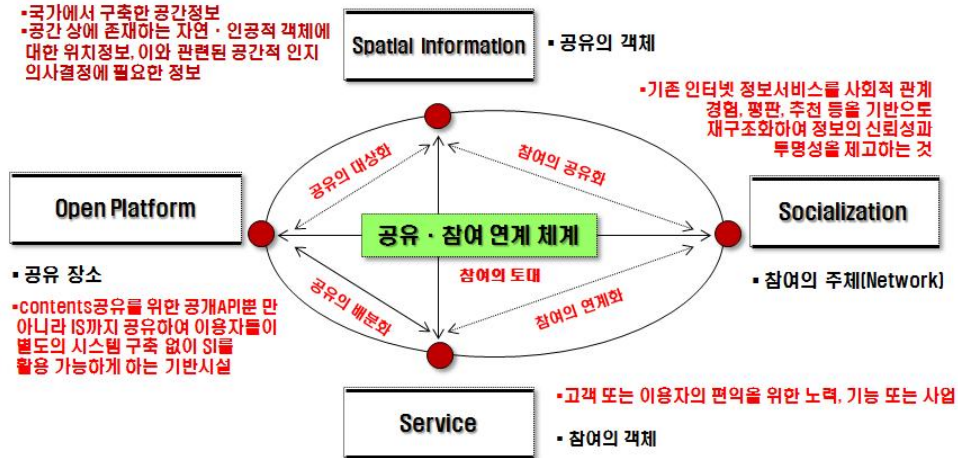 ▪국가에서 구축한 공간정보
▪공간 상에 존재하는 자연 · 인공적 객체에
대한 위치정보, 이와 관련된 공간적 인지
의사결정에 필요한 정보
Spatial Information
▪ 공유의 객체
▪기존 인터넷 정보서비스를 사회적 관계
경험, 평판, 추천 등을 기반으로
재구조화하여 정보의 신뢰성과
투명성을 제고하는 것
공유의 대상화
참여의 공유화
Open Platform
공유 · 참여 연계 체계
Socialization
▪ 공유 장소
참여의 토대
▪ 참여의 주체(Network)
▪contents공유를 위한 공개API뿐 만
아니라 IS까지 공유하여 이용자들이
별도의 시스템 구축 없이 SI를
활용 가능하게 하는 기반시설
공유의 배분화
참여의 연계화
Service
▪고객 또는 이용자의 편익을 위한 노력, 기능 또는 사업
▪ 참여의 객체